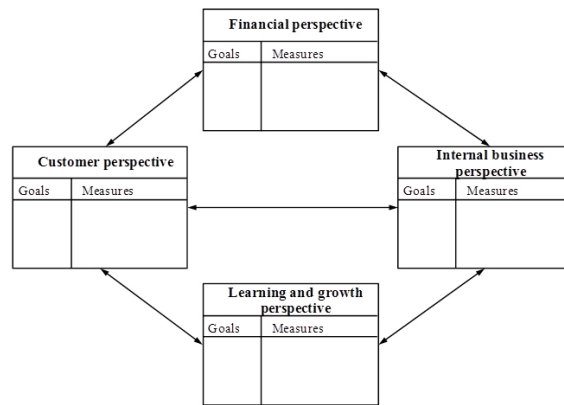 Financial perspective
Goals Measures
Customer perspective
Goals Measures
Internal business
perspective
Goals Measures
Learning and growth
perspective
Goals Measures